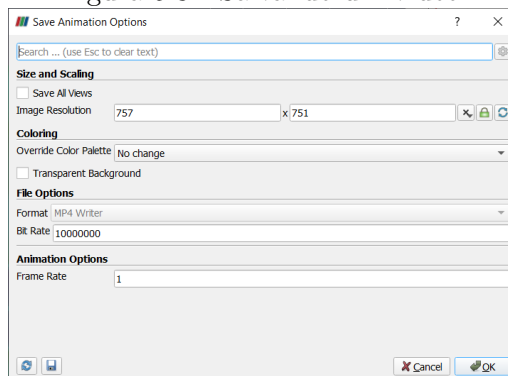 Save Animation Options ? ×
Search ... (use Esc to clear text)
Size and Scaling
Save All Views
Image Resolution 757 x 751
Coloring
Override Color Palette No change
Transparent Background
File Options
Format MP4 Writer
Bit Rate 10000000
Animation Options
Frame Rate 1
Cancel OK